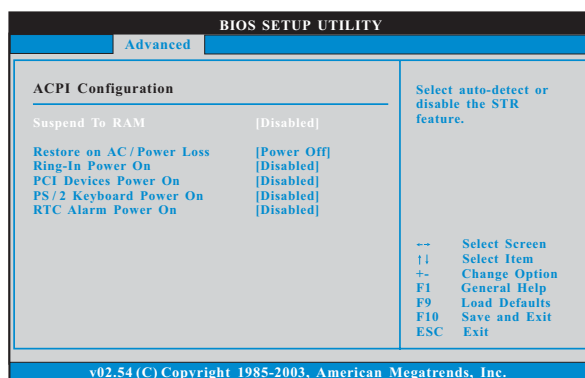 BIOS SETUP UTILITY
Advanced
ACPI Configuration
Suspend To RAM [Disabled]
Restore on AC / Power Loss [Power Off]
Ring-In Power On [Disabled]
PCI Devices Power On [Disabled]
PS / 2 Keyboard Power On [Disabled]
RTC Alarm Power On [Disabled]
Select auto-detect or
disable the STR
feature.
←→ Select Screen
↑↓ Select Item
+- Change Option
F1 General Help
F9 Load Defaults
F10 Save and Exit
ESC Exit
v02.54 (C) Copyright 1985-2003, American Megatrends, Inc.